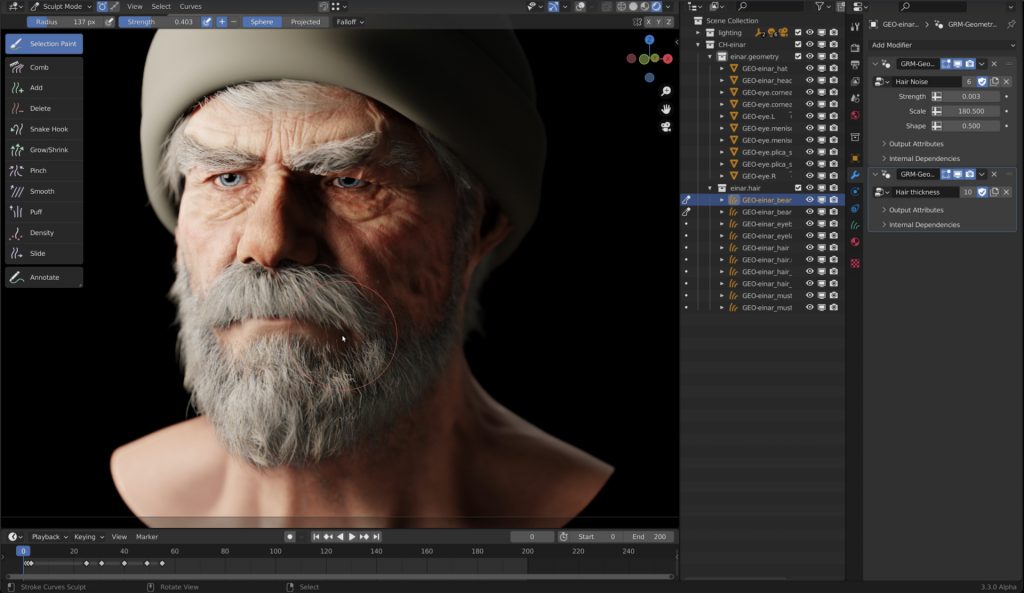 Sculpt Mode View Select Curves
Radius 137 px Strength 0.403 + − Sphere Projected Falloff X Y Z
Selection Paint
Comb
Add
Delete
Snake Hook
Grow/Shrink
Pinch
Smooth
Puff
Density
Slide
Annotate
Z
Y
X
Scene Collection
lighting
CH-einar
einar.geometry
GEO-einar_hat
GEO-einar_head
GEO-eye.cornea
GEO-eye.cornea
GEO-eye.L
GEO-eye.menisc
GEO-eye.menisc
GEO-eye.plica_s
GEO-eye.plica_s
GEO-eye.R
einar.hair
GEO-einar_bear
GEO-einar_bear
GEO-einar_eyeb
GEO-einar_eyela
GEO-einar_hair
GEO-einar_hair.
GEO-einar_hair_
GEO-einar_hair_
GEO-einar_must
GEO-einar_must
GEO-einar... GRM-Geometr...
Add Modifier
GRM-Geo...
Hair Noise 6
Strength 0.003
Scale 180.500
Shape 0.500
Output Attributes
Internal Dependencies
GRM-Geo...
Hair thickness 10
Output Attributes
Internal Dependencies
Playback Keying View Marker 0 Start 0 End 200
0 20 40 60 80 100 120 140 160 180 200 220 240
Stroke Curves Sculpt Rotate View Select 3.3.0 Alpha